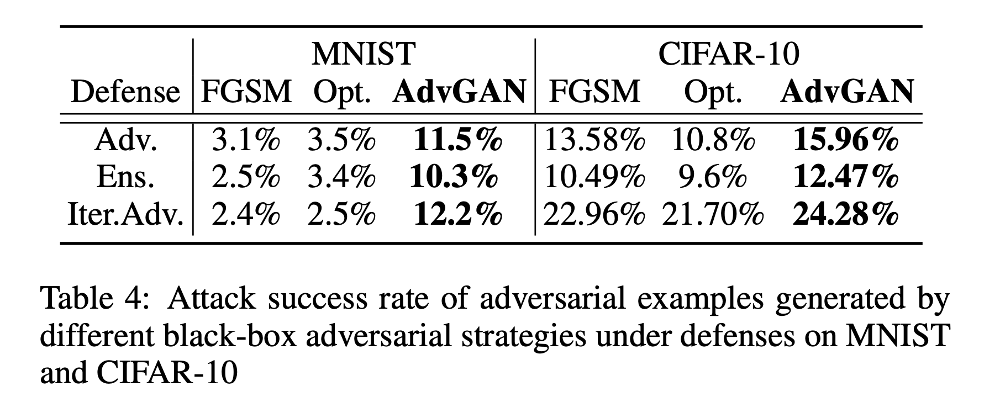 MNIST CIFAR-10
Defense FGSM Opt. AdvGAN FGSM Opt. AdvGAN
Adv. 3.1% 3.5% 11.5% 13.58% 10.8% 15.96%
Ens. 2.5% 3.4% 10.3% 10.49% 9.6% 12.47%
Iter.Adv. 2.4% 2.5% 12.2% 22.96% 21.70% 24.28%
Table 4: Attack success rate of adversarial examples generated by
different black-box adversarial strategies under defenses on MNIST
and CIFAR-10